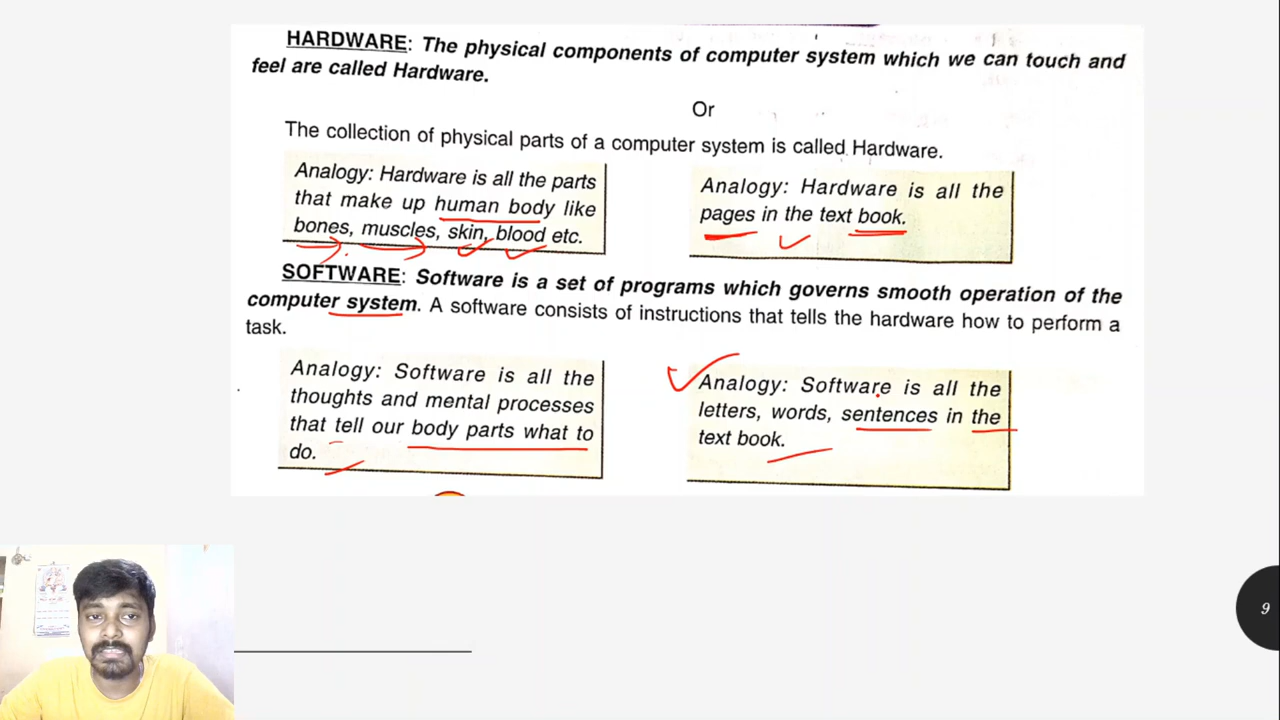 HARDWARE: The physical components of computer system which we can touch and
feel are called Hardware.
Or
The collection of physical parts of a computer system is called Hardware.
Analogy: Hardware is all the parts
that make up human body like
bones, muscles, skin, blood etc.
Analogy: Hardware is all the
pages in the text book.
SOFTWARE: Software is a set of programs which governs smooth operation of the
computer system. A software consists of instructions that tells the hardware how to perform a
task.
Analogy: Software is all the
thoughts and mental processes
that tell our body parts what to
do.
Analogy: Software is all the
letters, words, sentences in the
text book.
9